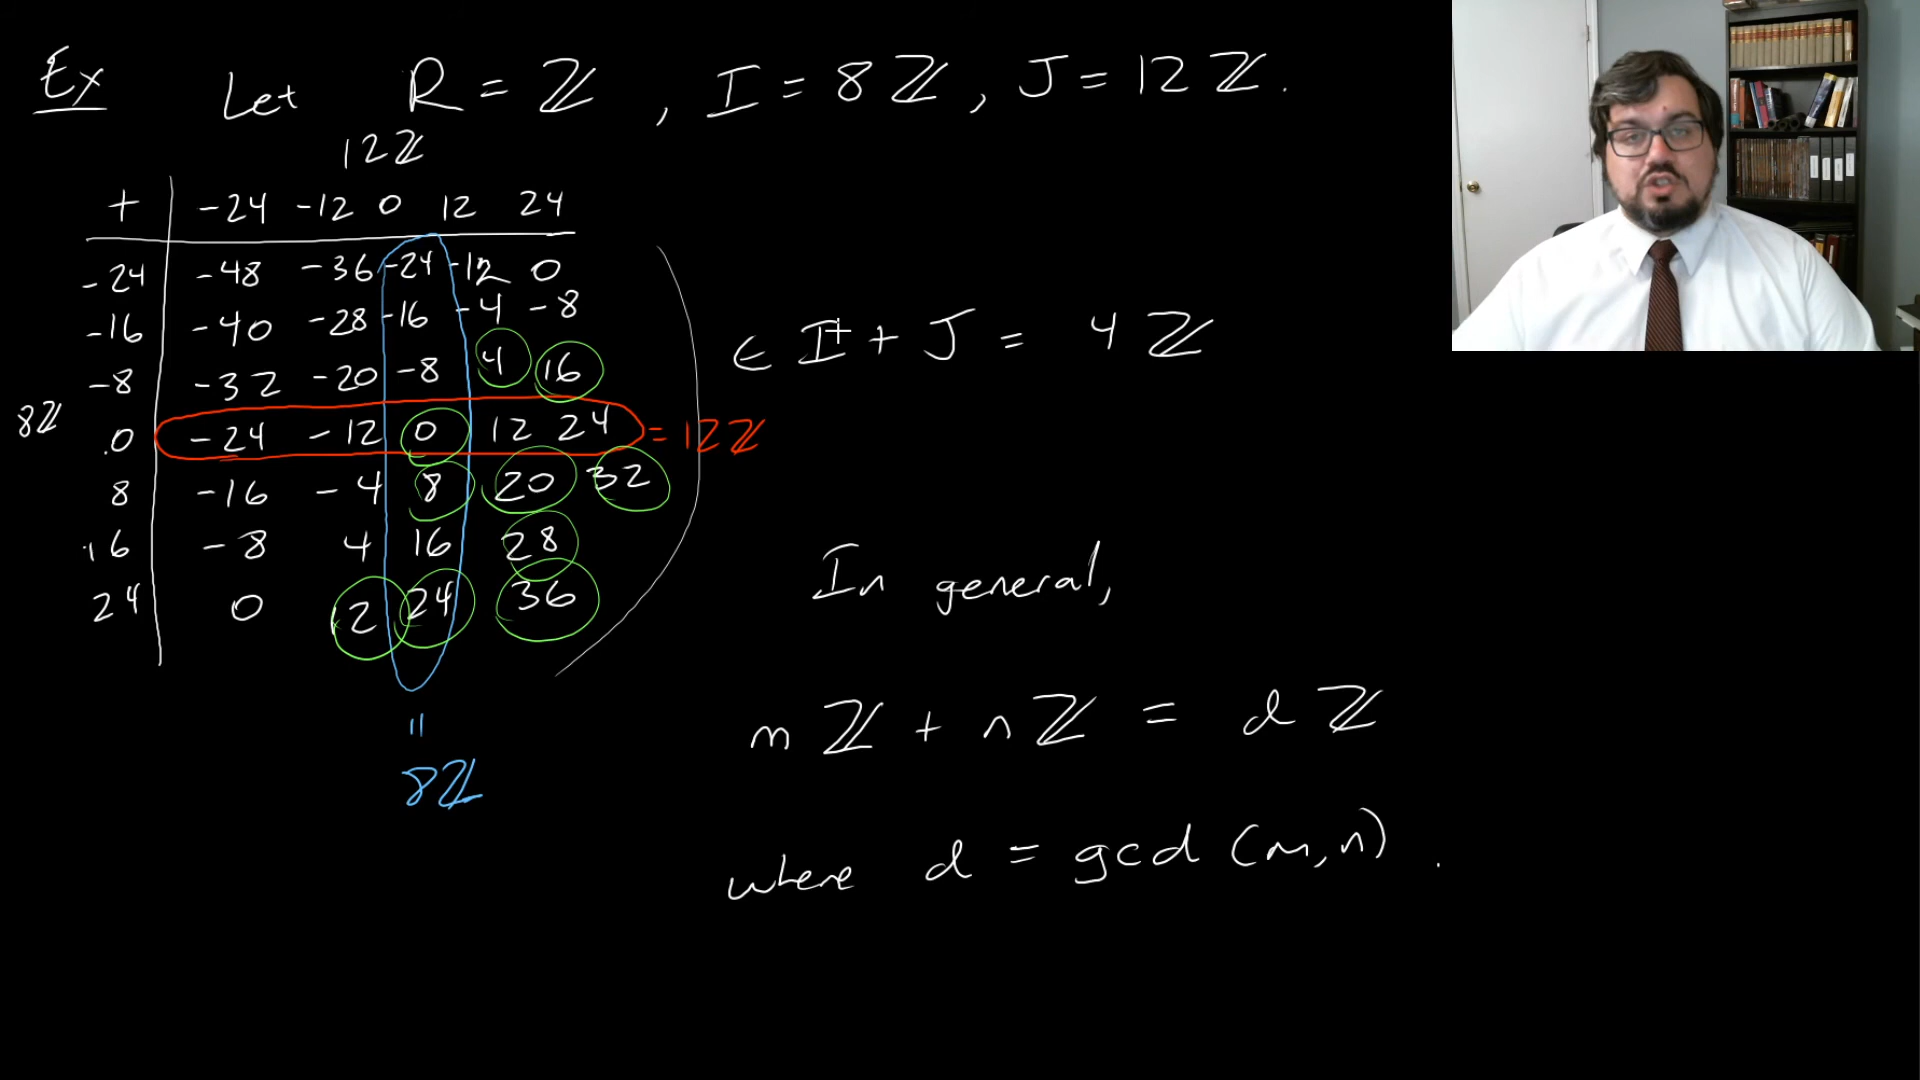 Ex Let R = ℤ , I = 8ℤ, J = 12ℤ.
12ℤ
+ -24 -12 0 12 24
-24 -48 -36 -24 -12 0
-16 -40 -28 -16 -4 -8
-8 -32 -20 -8 4 16
8ℤ 0 -24 -12 0 12 24 = 12ℤ
8 -16 -4 8 20 32
16 -8 4 16 28
24 0 12 24 36
= 8ℤ
∈ I + J = 4ℤ
In general,
mℤ + nℤ = dℤ
where d = gcd (m,n) .